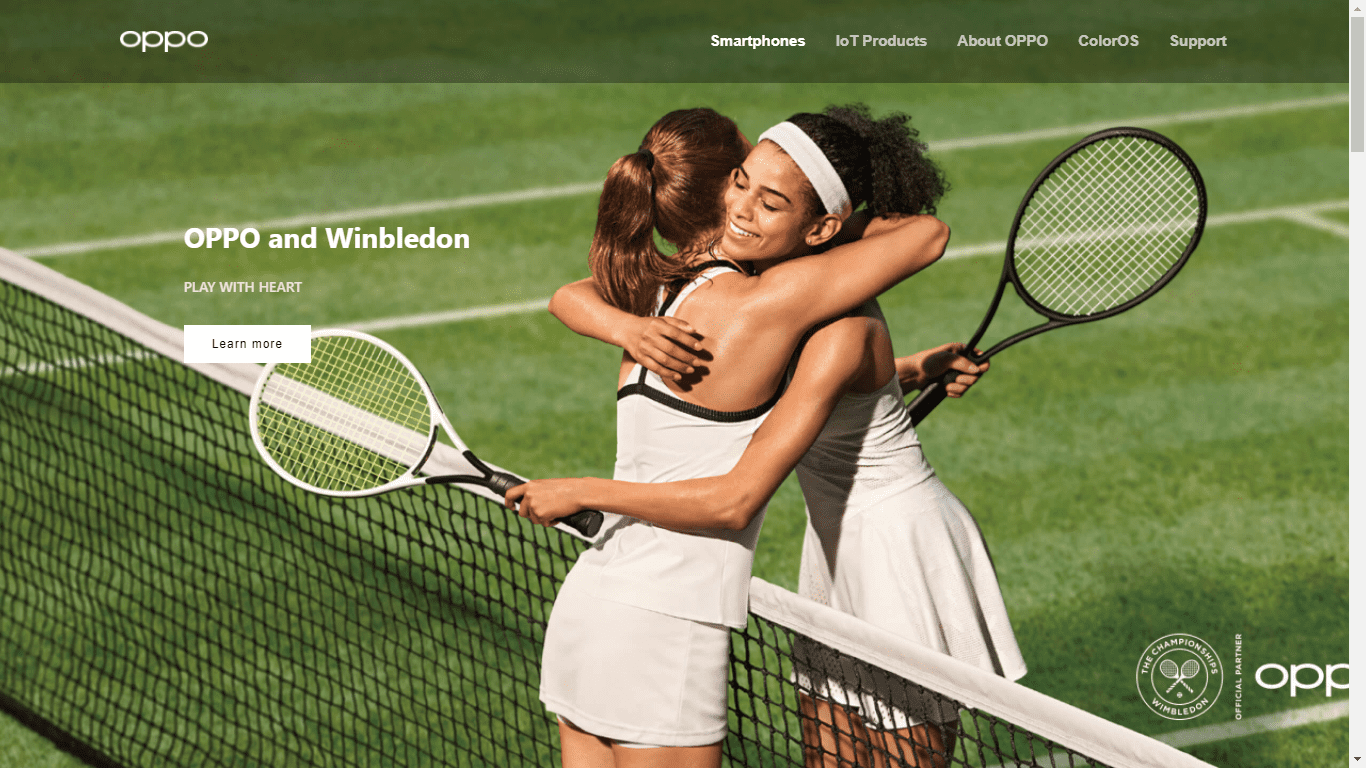 oppo
Smartphones
IoT Products
About OPPO
ColorOS
Support
OPPO and Winbledon
PLAY WITH HEART
Learn more
THE CHAMPIONSHIPS
WIMBLEDON
OFFICIAL PARTNER
opp